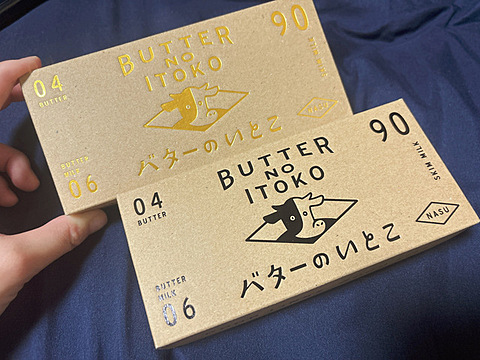 04
BUTTER
BUTTER
NO
ITOKO
90
SKIM MILK
バターのいとこ
NASU
BUTTER
MILK
06
04
BUTTER
BUTTER
NO
ITOKO
90
SKIM MILK
バターのいとこ
NASU
BUTTER
MILK
06